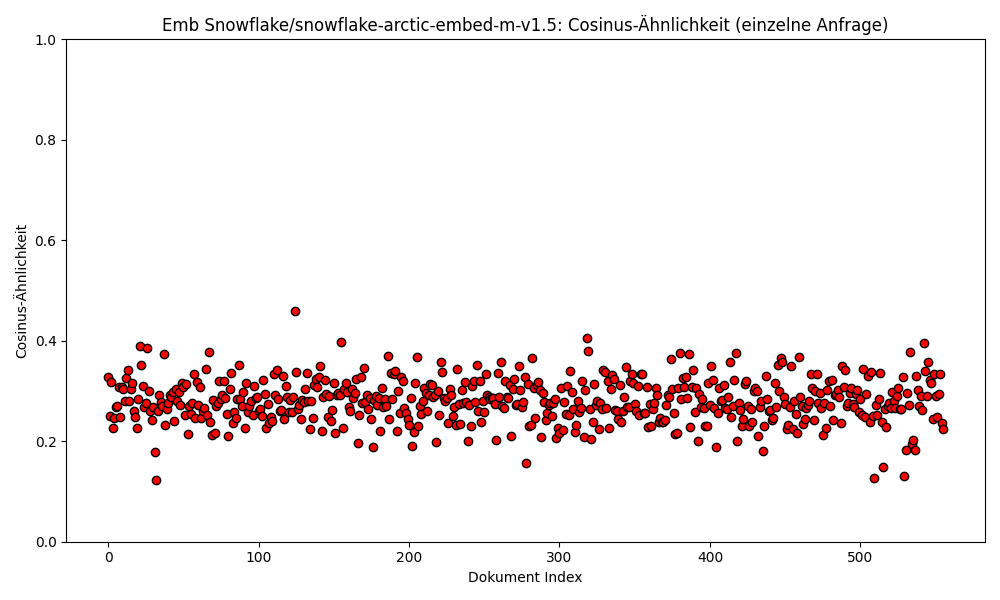 Emb Snowflake/snowflake-arctic-embed-m-v1.5: Cosinus-Ähnlichkeit (einzelne Anfrage)
1.0
0.8
0.6
0.4
0.2
0.0
Cosinus-Ähnlichkeit
0 100 200 300 400 500
Dokument Index